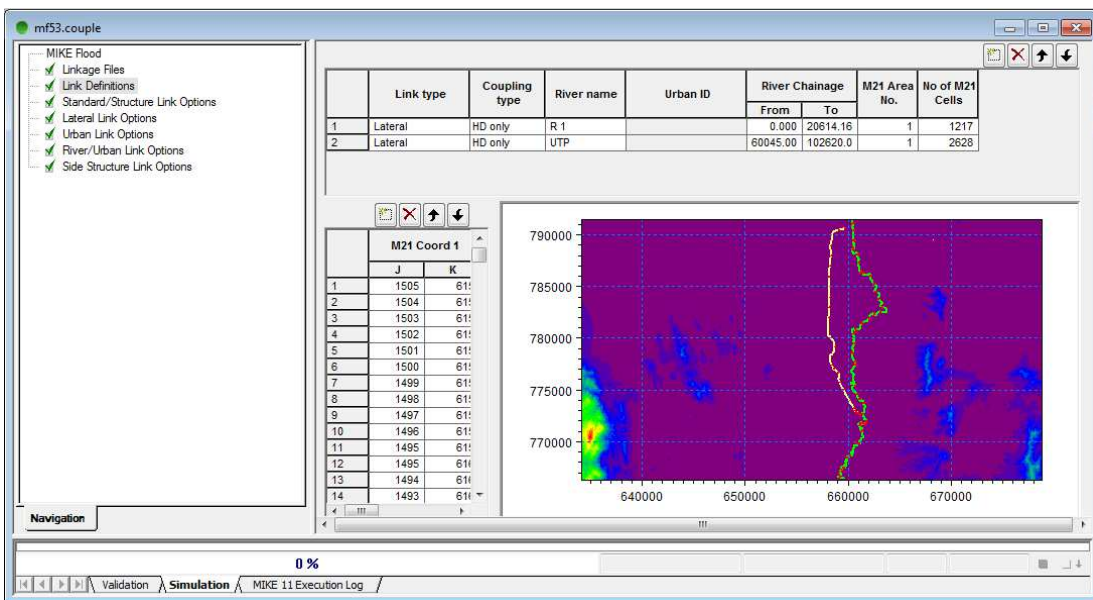 mf53.couple
MIKE Flood
Linkage Files
Link Definitions
Standard/Structure Link Options
Lateral Link Options
Urban Link Options
River/Urban Link Options
Side Structure Link Options
Navigation
Link type Coupling type River name Urban ID River Chainage M21 Area No. No of M21 Cells
From To
1 Lateral HD only R 1 0.000 20614.16 1 1217
2 Lateral HD only UTP 60045.00 102620.0 1 2628
M21 Coord 1
J K
1 1505
2 1504
3 1503
4 1502
5 1501
6 1500
7 1499
8 1498
9 1497
10 1496
11 1495
12 1495
13 1494
14 1493
790000
785000
780000
775000
770000
640000 650000 660000 670000
0 %
Validation Simulation MIKE 11 Execution Log